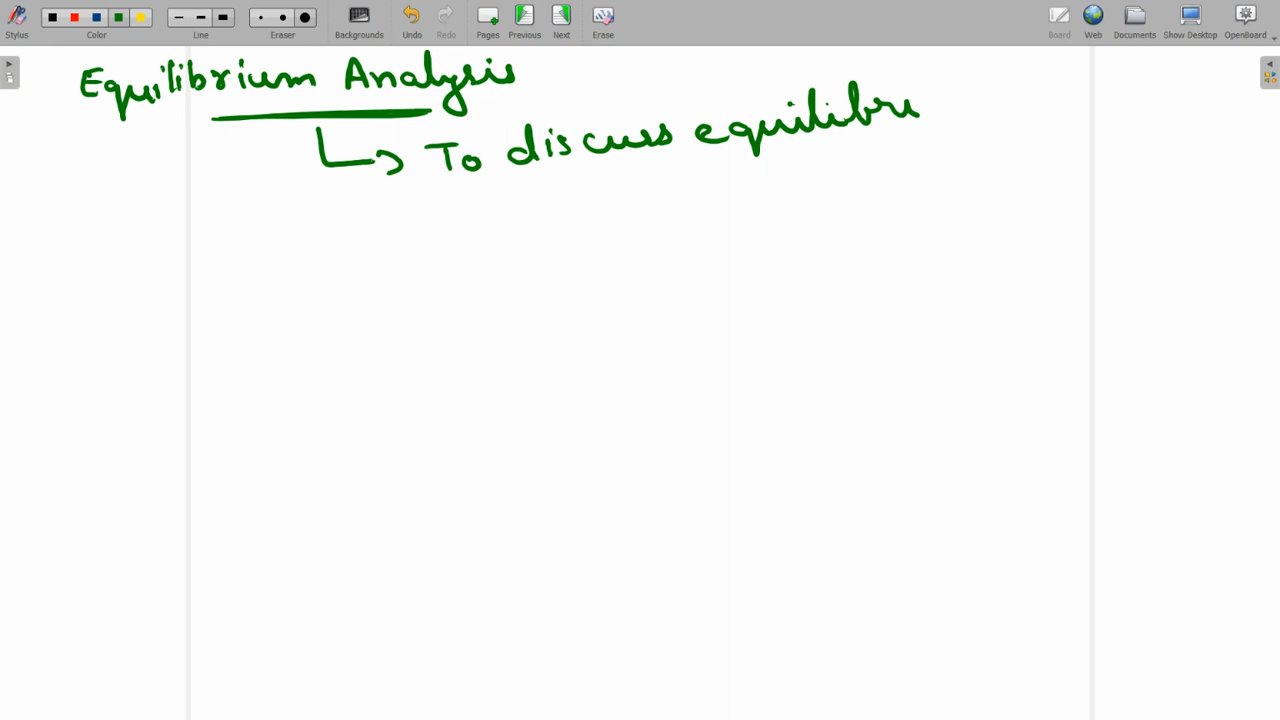 Stylus
Color
Line
Eraser
Backgrounds
Undo
Redo
Pages
Previous
Next
Erase
Board
Web
Documents
Show Desktop
OpenBoard
Equilibrium Analysis
To discuss equilibru